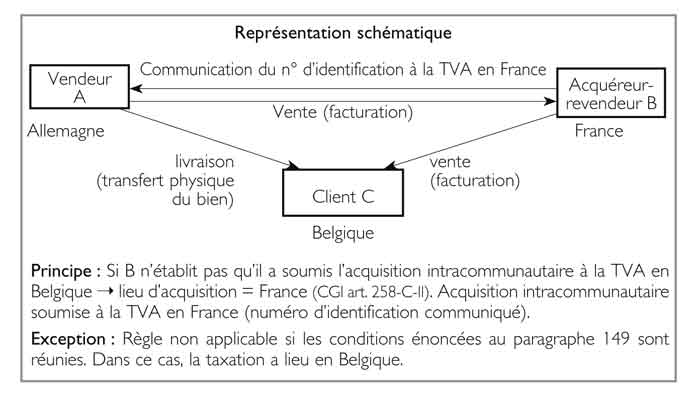 Représentation schématique
Communication du n° d’identification à la TVA en France
Vendeur
A
Acquéreur-
revendeur B
Vente (facturation)
Allemagne
France
livraison
(transfert physique
du bien)
vente
(facturation)
Client C
Belgique
Principe : Si B n’établit pas qu’il a soumis l’acquisition intracommunautaire à la TVA en
Belgique → lieu d’acquisition = France (CGI art. 258-C-II). Acquisition intracommunautaire
soumise à la TVA en France (numéro d’identification communiqué).
Exception : Règle non applicable si les conditions énoncées au paragraphe 149 sont
réunies. Dans ce cas, la taxation a lieu en Belgique.